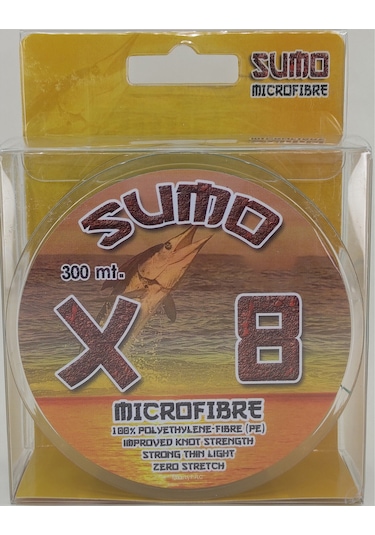 SUMO
MICROFIBRE
SUMO
300 mt.
X 8
MICROFIBRE
100% POLYETHYLENE-FIBRE (PE)
IMPROVED KNOT STRENGTH
STRONG THIN LIGHT
ZERO STRETCH